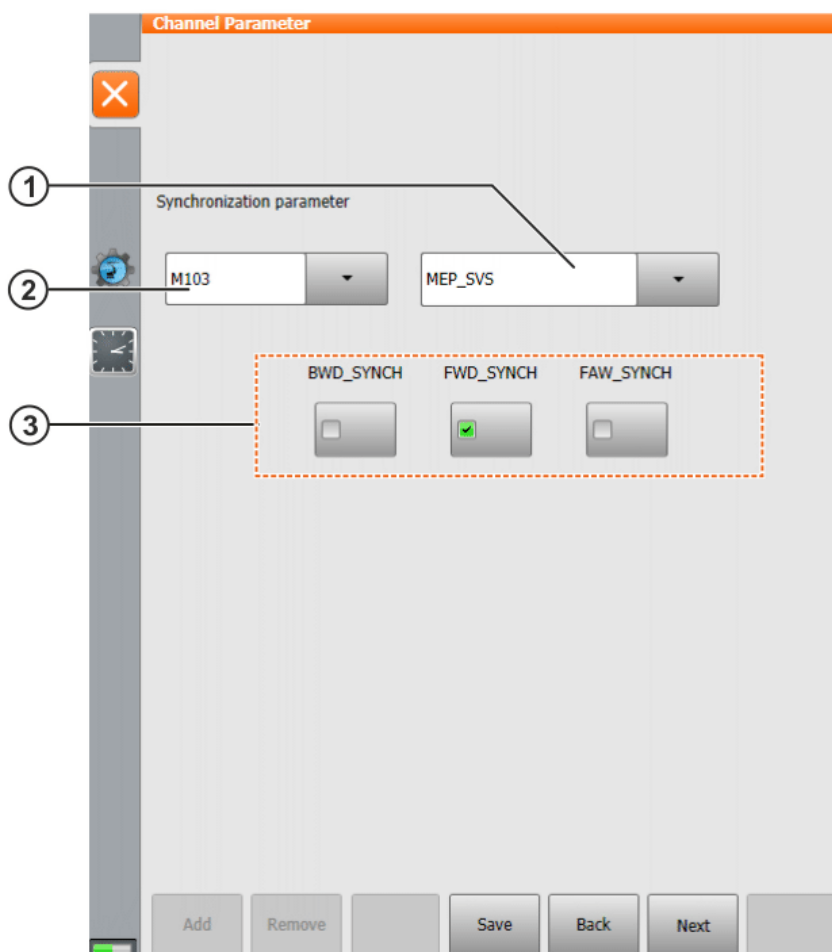 Channel Parameter
1
Synchronization parameter
2
M103
MEP_SVS
BWD_SYNCH FWD_SYNCH FAW_SYNCH
3
Add Remove Save Back Next